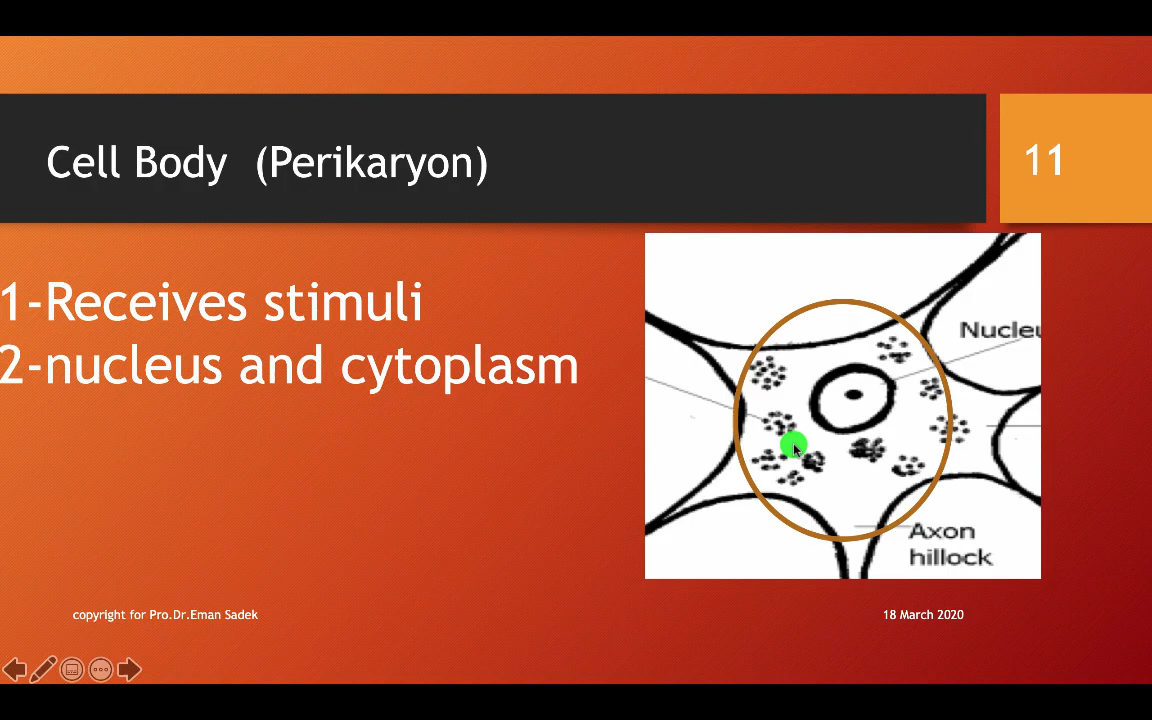 Cell Body (Perikaryon)
11
1-Receives stimuli
2-nucleus and cytoplasm
Nucleu
Axon
hillock
copyright for Pro.Dr.Eman Sadek
18 March 2020